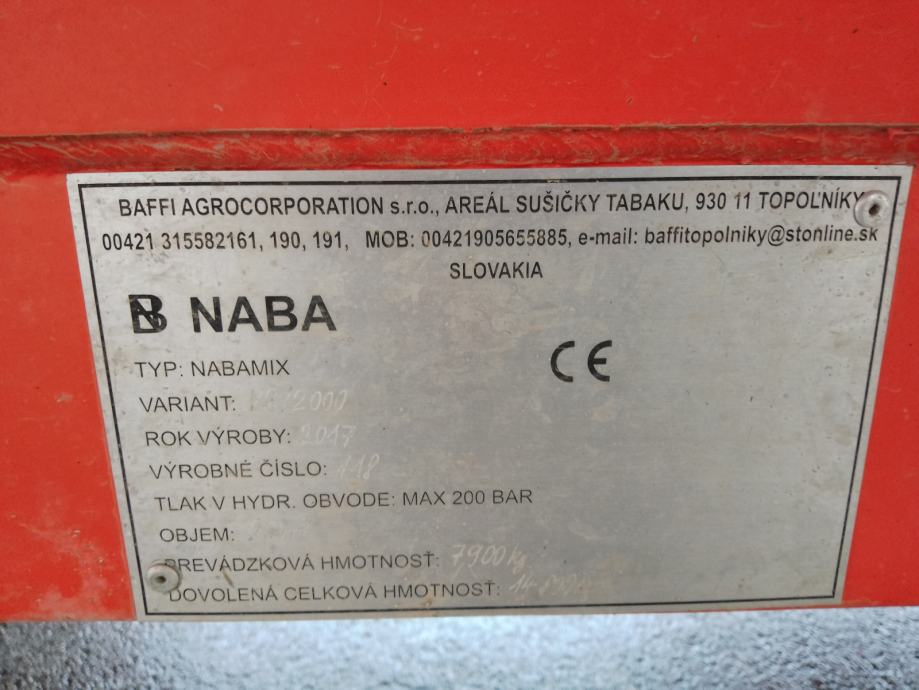 BAFFI AGROCORPORATION s.r.o., AREÁL SUŠIČKY TABAKU, 930 11 TOPOĽNÍKY
00421 315582161, 190, 191, MOB: 00421905655885, e-mail: baffitopolniky@stonline.sk
SLOVAKIA
NABA
TYP: NABAMIX
CE
VARIANT:
ROK VÝROBY: 2017
VÝROBNÉ ČÍSLO: 118
TLAK V HYDR. OBVODE: MAX 200 BAR
OBJEM:
PREVÁDZKOVÁ HMOTNOSŤ: 7900 kg
DOVOLENÁ CELKOVÁ HMOTNOSŤ: